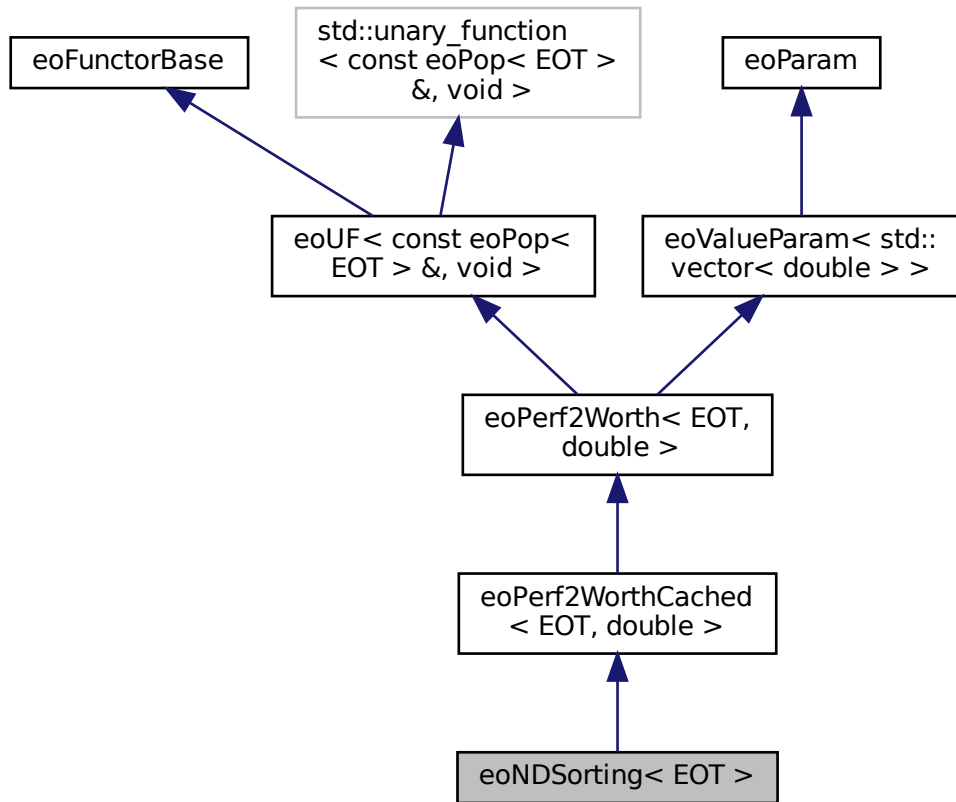 std::unary_function
< const eoPop< EOT >
&, void >
eoFunctorBase
eoParam
eoUF< const eoPop<
EOT > &, void >
eoValueParam< std::
vector< double > >
eoPerf2Worth< EOT,
double >
eoPerf2WorthCached
< EOT, double >
eoNDSorting< EOT >